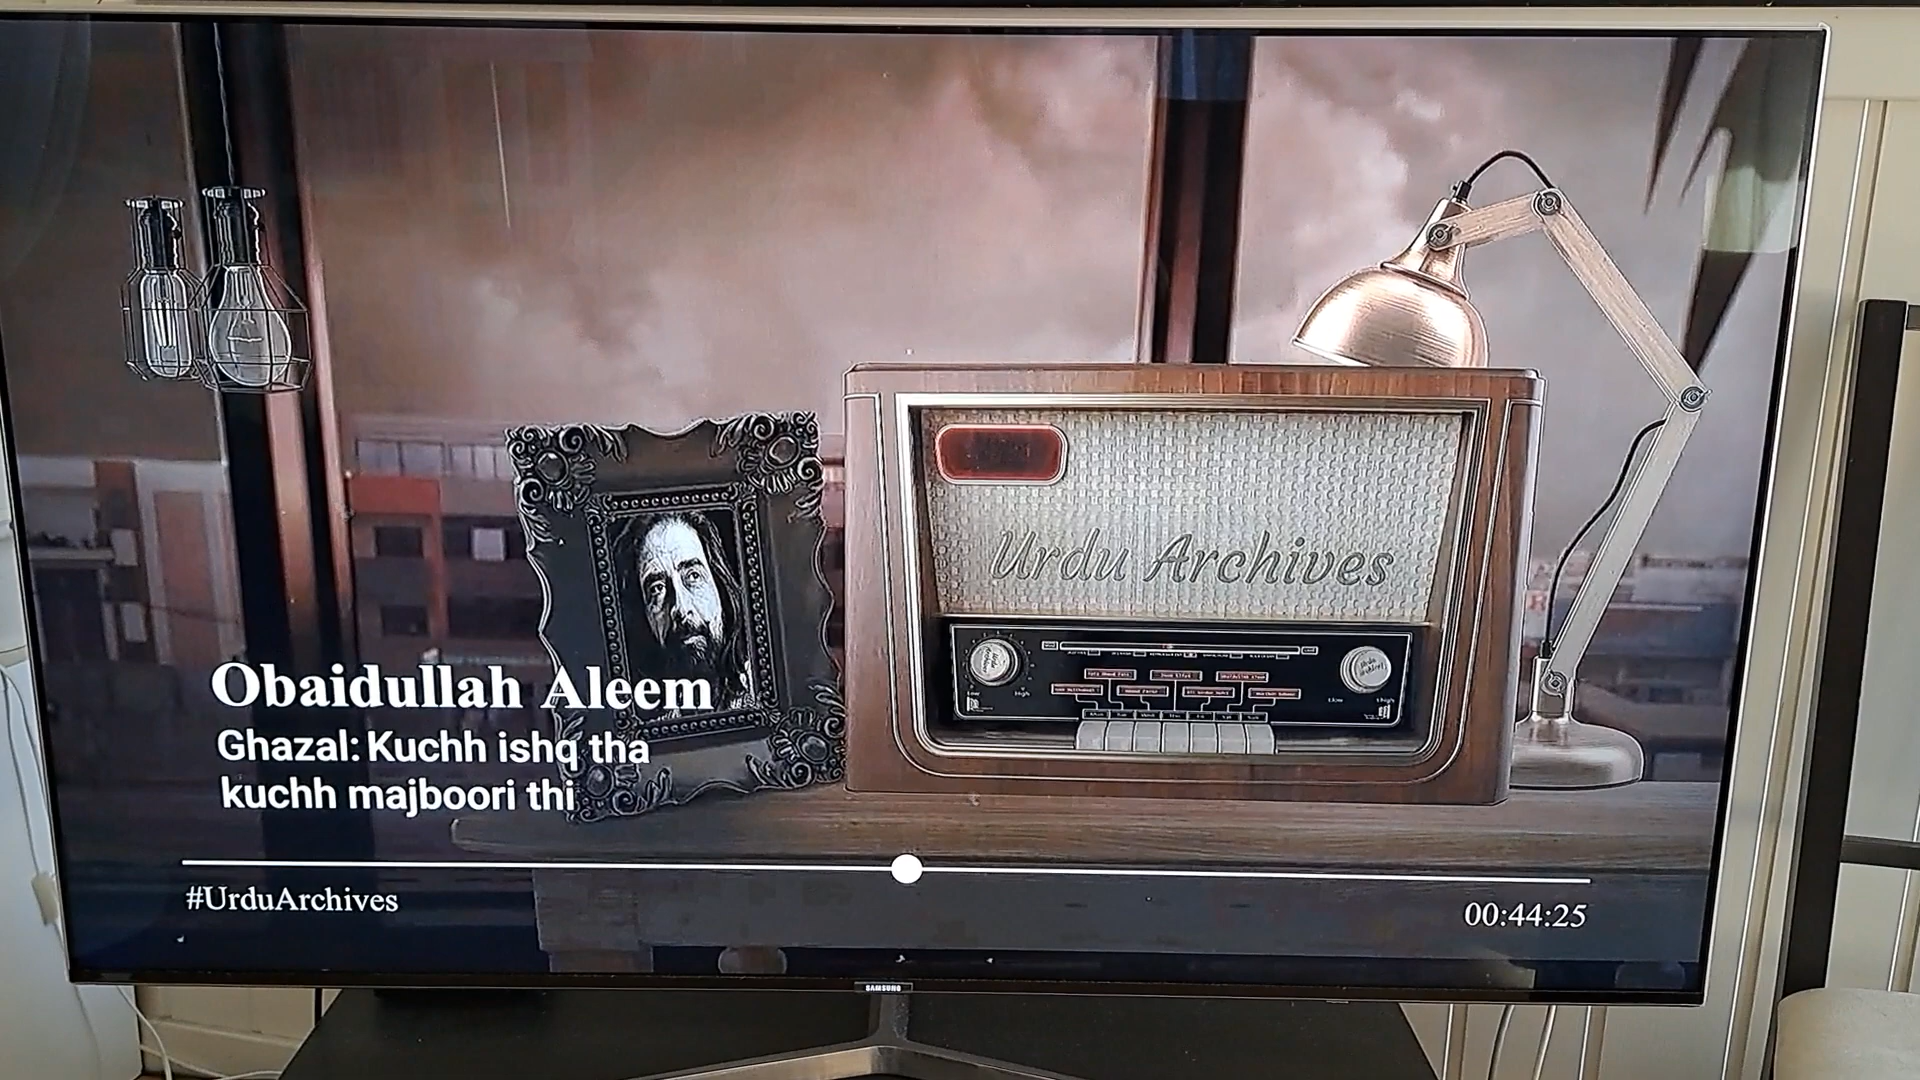 Urdu Archives
Obaidullah Aleem
Ghazal: Kuchh ishq tha
kuchh majboori thi
#UrduArchives
00:44:25
SAMSUNG